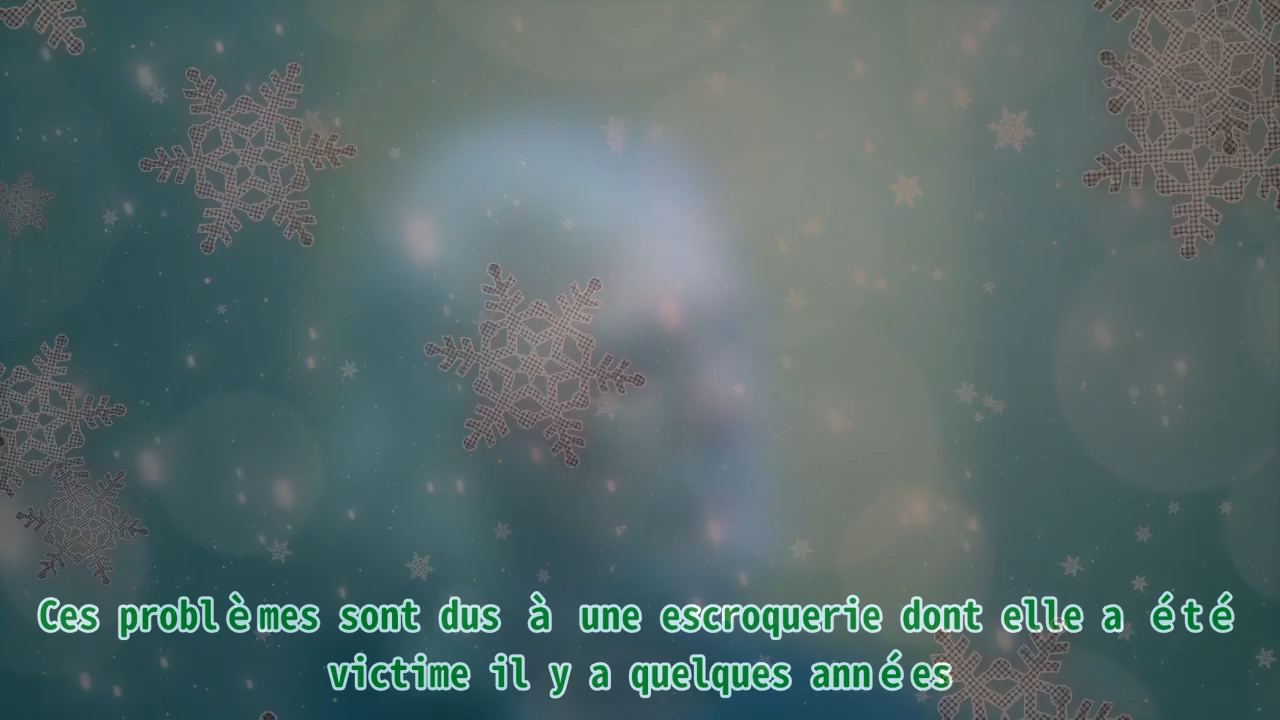 Ces problèmes sont dus à une escroquerie dont elle a été
victime il y a quelques années